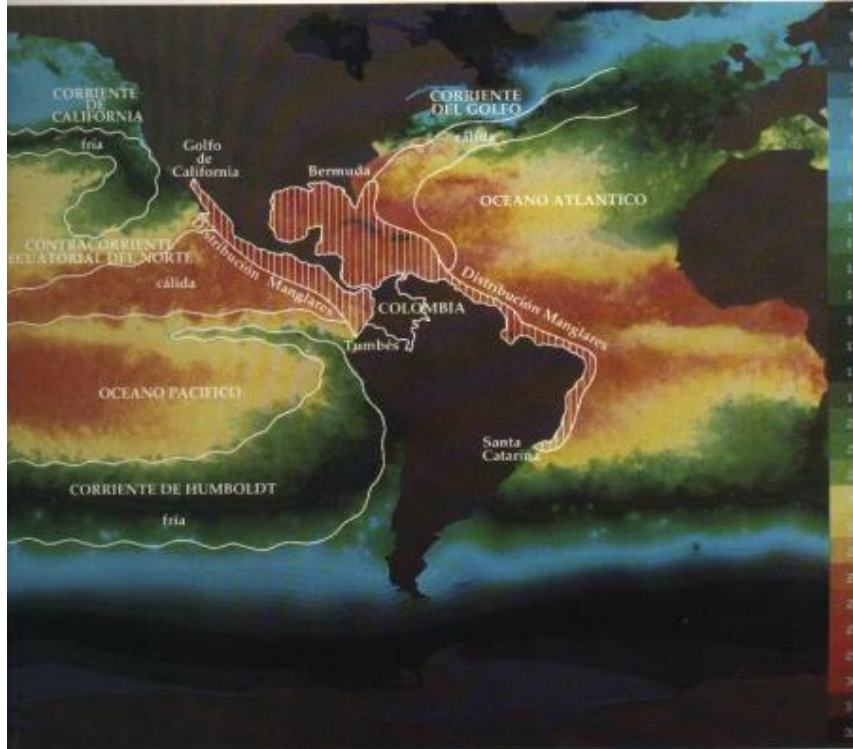 CORRIENTE
DE
CALIFORNIA
fría
Golfo
de
California
CORRIENTE
DEL GOLFO
cálida
Bermuda
OCEANO ATLANTICO
CONTRACORRIENTE
ECUATORIAL DEL NORTE
cálida
Distribución Manglares
Distribución Manglares
COLOMBIA
Tumbes
OCEANO PACIFICO
Santa
Catarina
CORRIENTE DE HUMBOLDT
fría